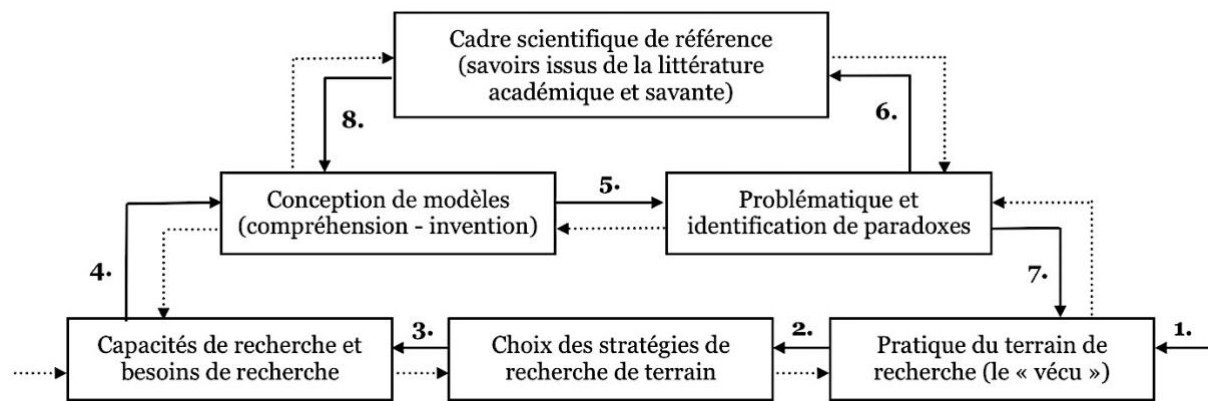 Cadre scientifique de référence
(savoirs issus de la littérature
académique et savante)
8.
6.
Conception de modèles
(compréhension - invention)
5.
Problématique et
identification de paradoxes
4.
7.
Capacités de recherche et
besoins de recherche
3.
Choix des stratégies de
recherche de terrain
2.
Pratique du terrain de
recherche (le « vécu »)
1.